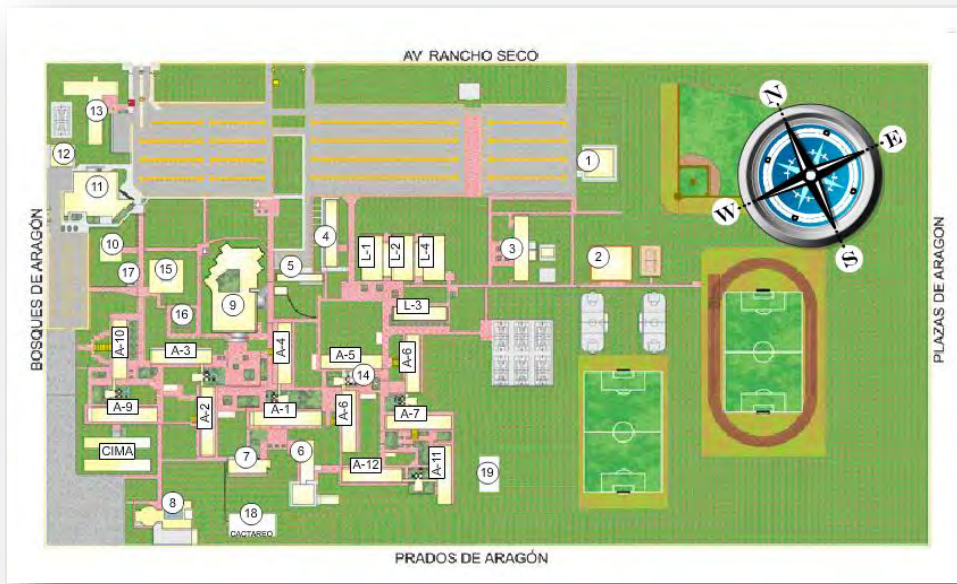 AV RANCHO SECO
N
E
W
S
13
12
11
1
10
4
3
2
L-1
L-2
L-4
17
15
5
9
16
L-3
BOSQUES DE ARAGÓN
PLAZAS DE ARAGON
A-10
A-3
A-4
A-5
A-6
14
A-9
A-2
A-1
A-6
A-7
CIMA
7
6
A-12
A-11
19
8
18
CACTAREO
PRADOS DE ARAGÓN